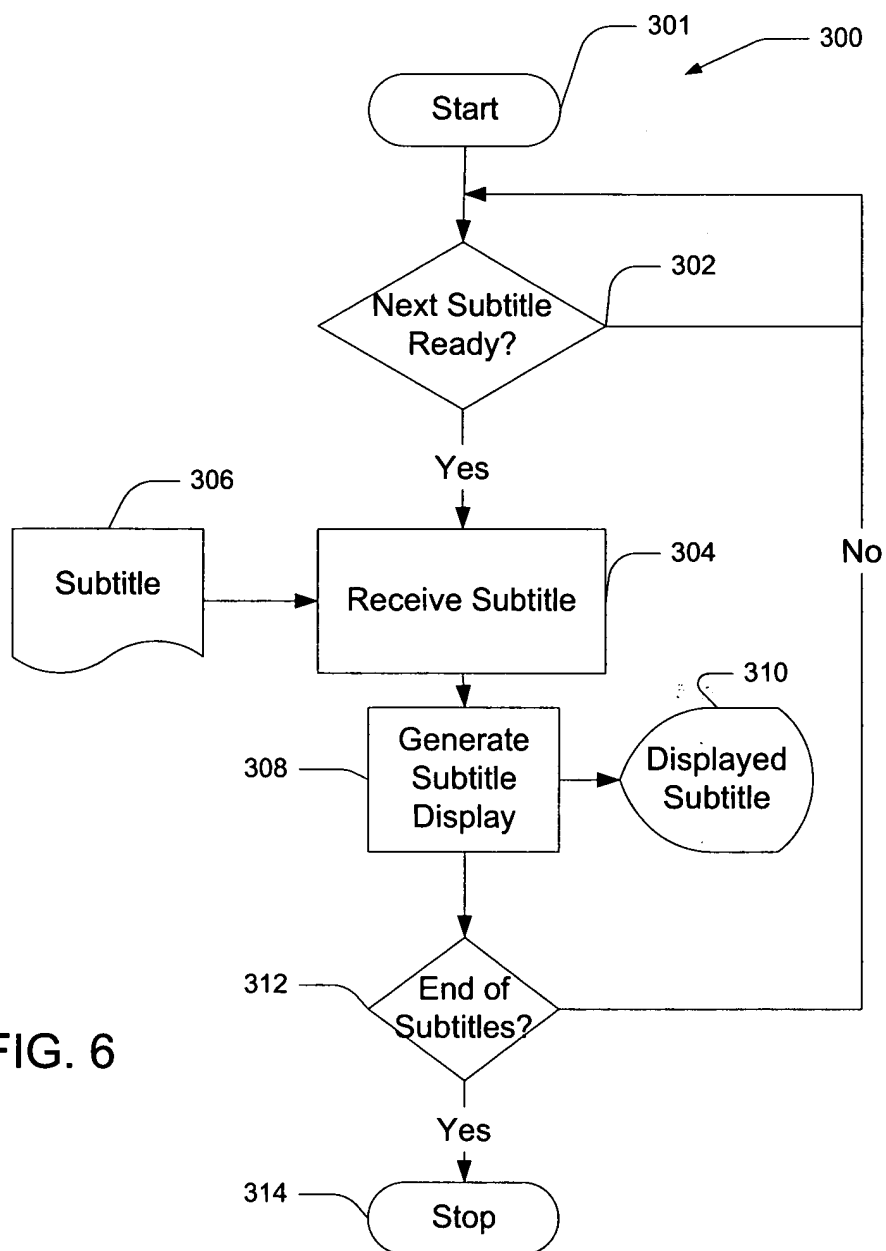 301
300
Start
302
Next Subtitle
Ready?
Yes
306
Subtitle
304
Receive Subtitle
No
310
308
Generate
Subtitle
Display
Displayed
Subtitle
312
End of
Subtitles?
FIG. 6
Yes
314
Stop